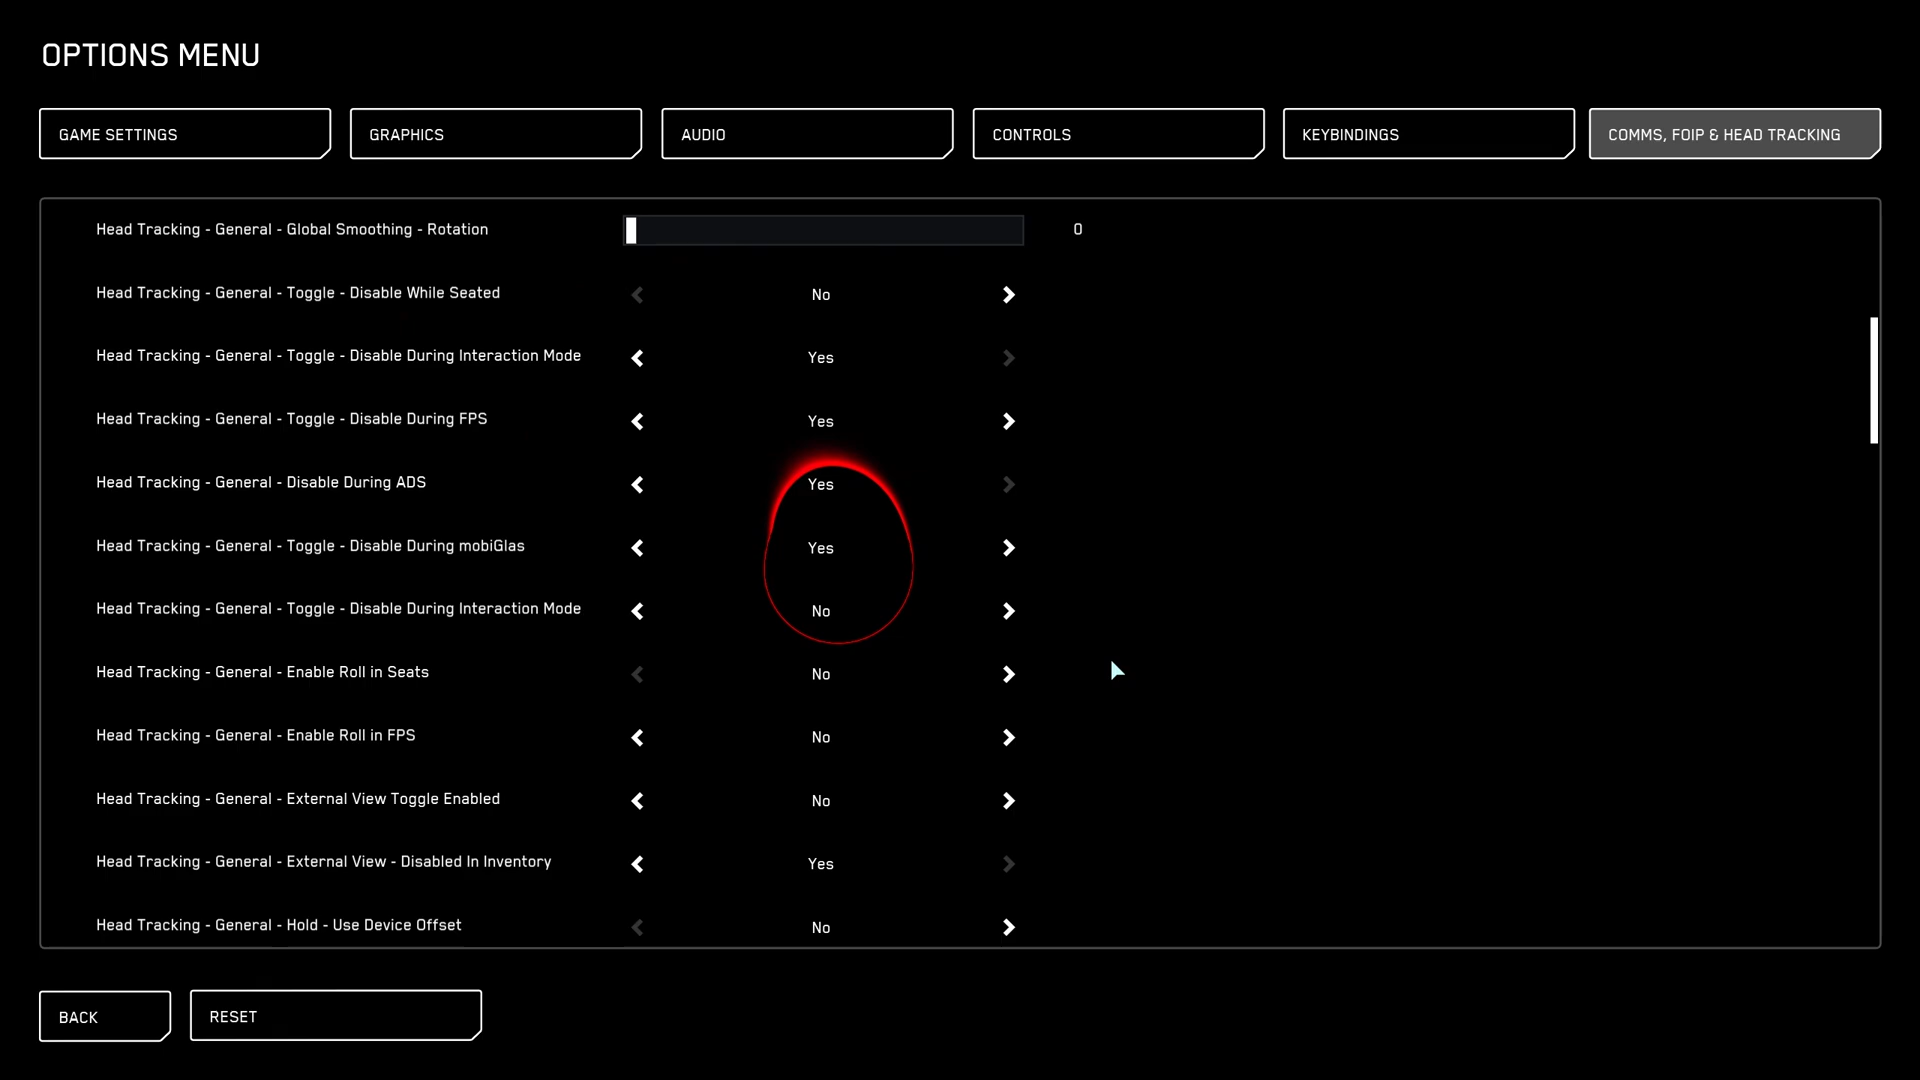 OPTIONS MENU
GAME SETTINGS
GRAPHICS
AUDIO
CONTROLS
KEYBINDINGS
COMMS, FOIP & HEAD TRACKING
Head Tracking - General - Global Smoothing - Rotation 0
Head Tracking - General - Toggle - Disable While Seated No
Head Tracking - General - Toggle - Disable During Interaction Mode Yes
Head Tracking - General - Toggle - Disable During FPS Yes
Head Tracking - General - Disable During ADS Yes
Head Tracking - General - Toggle - Disable During mobiGlas Yes
Head Tracking - General - Toggle - Disable During Interaction Mode No
Head Tracking - General - Enable Roll in Seats No
Head Tracking - General - Enable Roll in FPS No
Head Tracking - General - External View Toggle Enabled No
Head Tracking - General - External View - Disabled In Inventory Yes
Head Tracking - General - Hold - Use Device Offset No
BACK
RESET